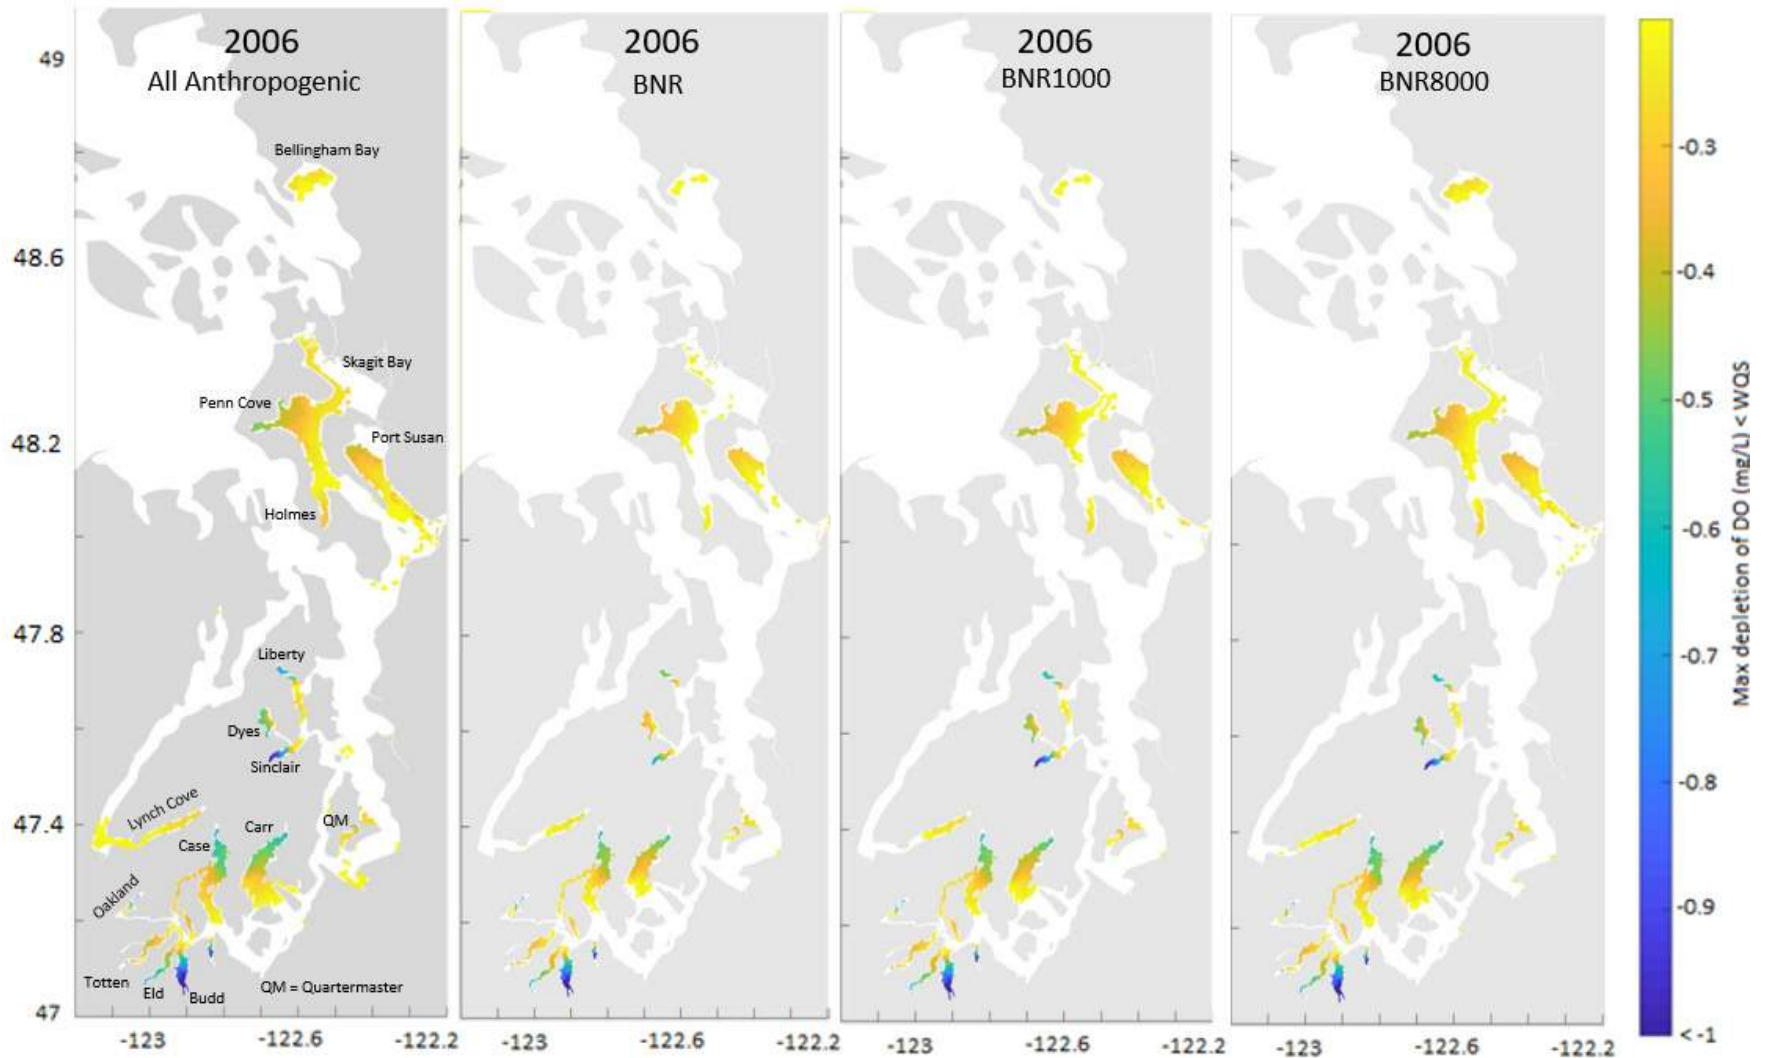 2006
All Anthropogenic
2006
BNR
2006
BNR1000
2006
BNR8000
49
48.6
48.2
47.8
47.4
47
Bellingham Bay
Skagit Bay
Penn Cove
Port Susan
Holmes
Liberty
Dyes
Sinclair
Lynch Cove
Carr
QM
Case
Oakland
Totten
Eld
Budd
QM = Quartermaster
-123
-122.6
-122.2
-123
-122.6
-122.2
-123
-122.6
-122.2
-123
-122.6
-122.2
-0.3
-0.4
-0.5
-0.6
-0.7
-0.8
-0.9
< -1
Max depletion of DO (mg/L) < WQS